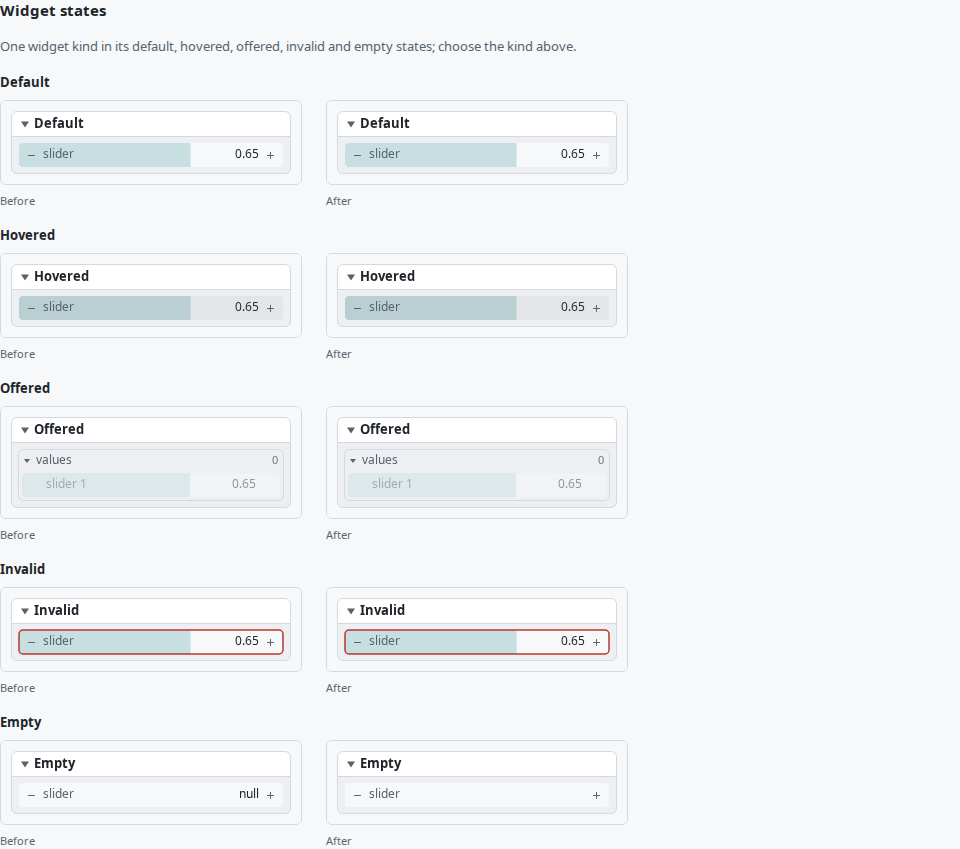 Widget states
One widget kind in its default, hovered, offered, invalid and empty states; choose the kind above.
Default
Default
– slider 0.65 +
Default
– slider 0.65 +
Before
After
Hovered
Hovered
– slider 0.65 +
Hovered
– slider 0.65 +
Before
After
Offered
Offered
values 0
slider 1 0.65
Offered
values 0
slider 1 0.65
Before
After
Invalid
Invalid
– slider 0.65 +
Invalid
– slider 0.65 +
Before
After
Empty
Empty
– slider null +
Empty
– slider +
Before
After